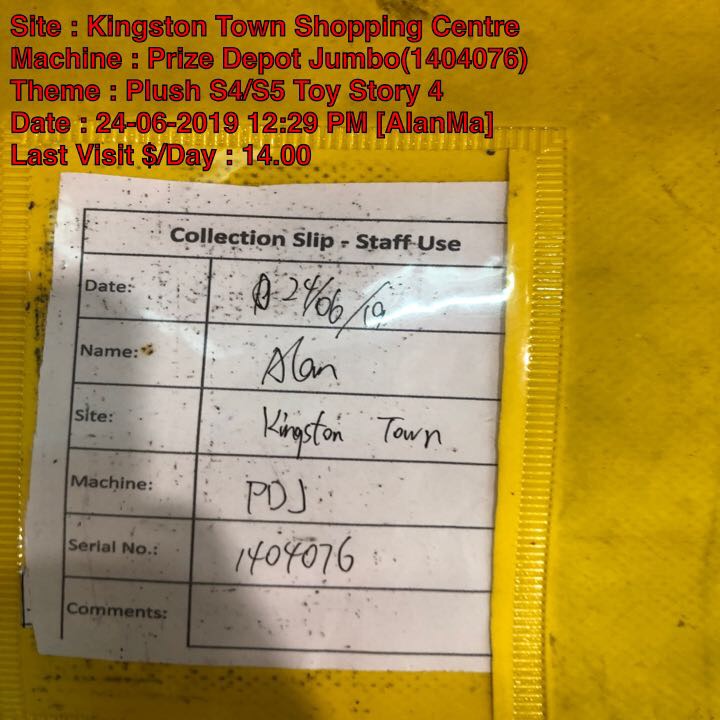 Site : Kingston Town Shopping Centre
Machine : Prize Depot Jumbo(1404076)
Theme : Plush S4/S5 Toy Story 4
Date : 24-06-2019 12:29 PM [AlanMa]
Last Visit $/Day : 14.00
Collection Slip - Staff Use
Date: 24/06/19
Name: Alan
Site: Kingston Town
Machine: PDJ
Serial No.: 1404076
Comments: